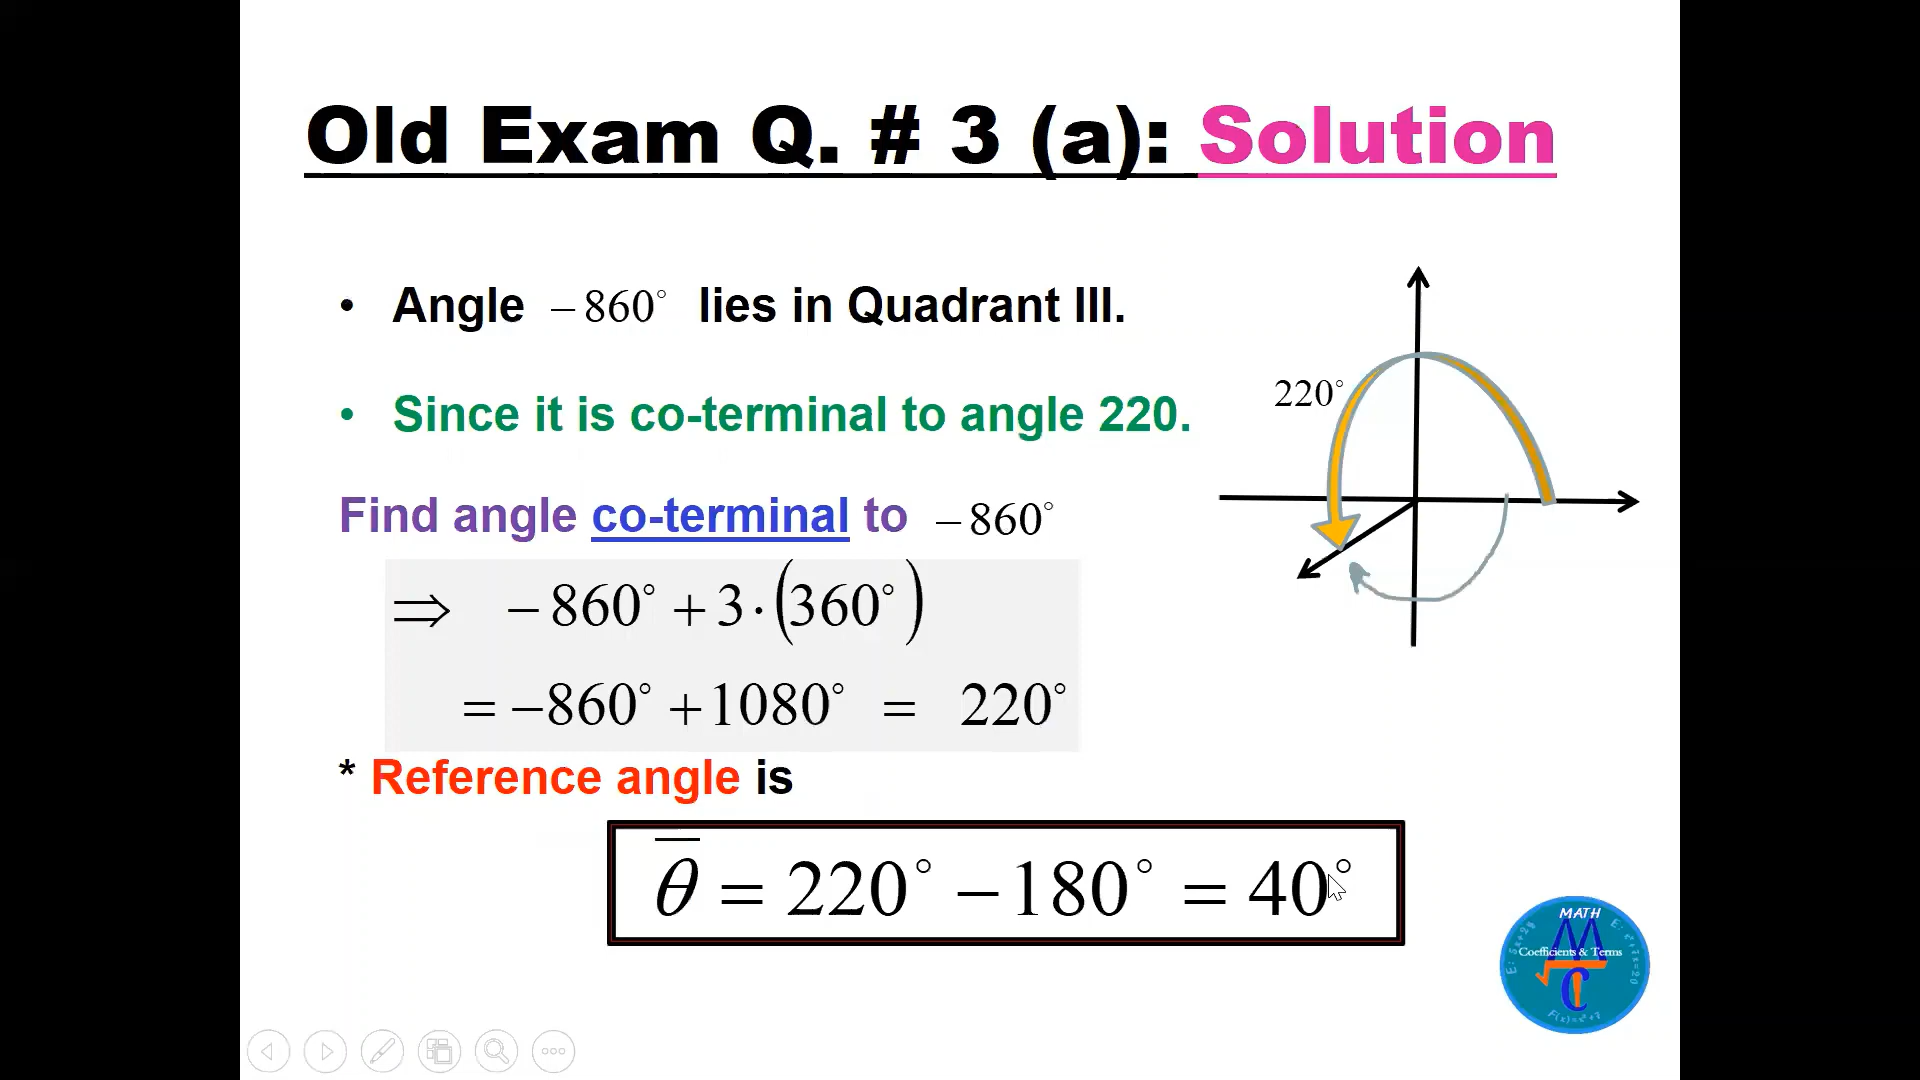 Old Exam Q. # 3 (a): Solution
• Angle −860° lies in Quadrant III.
• Since it is co-terminal to angle 220.
220°
Find angle co-terminal to −860°
⇒ −860° + 3·(360°)
= −860° + 1080° = 220°
* Reference angle is
θ̅ = 220° − 180° = 40°
MATH
Coefficients & Terms